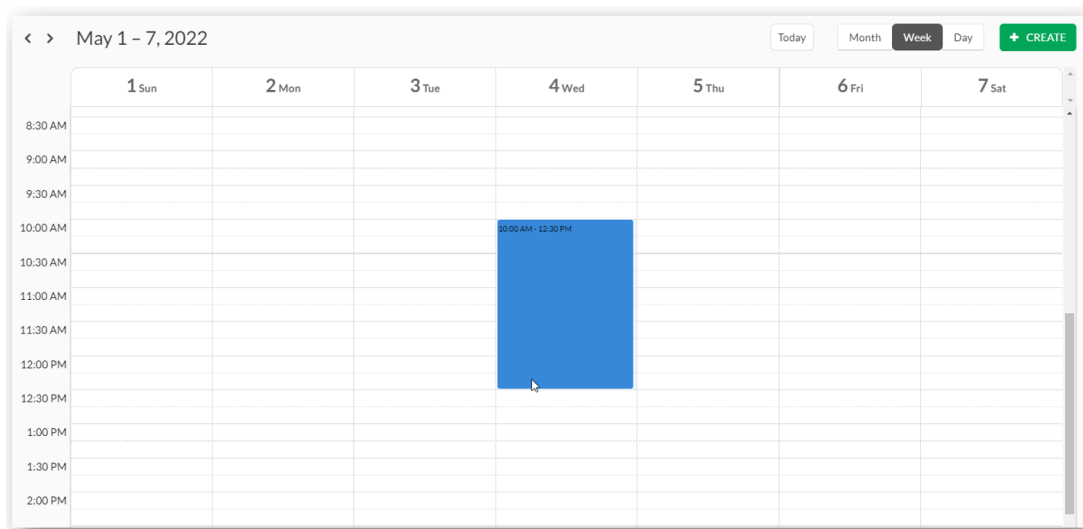 May 1 – 7, 2022
Today
Month Week Day
+ CREATE
1 Sun 2 Mon 3 Tue 4 Wed 5 Thu 6 Fri 7 Sat
8:30 AM
9:00 AM
9:30 AM
10:00 AM
10:00 AM - 12:30 PM
10:30 AM
11:00 AM
11:30 AM
12:00 PM
12:30 PM
1:00 PM
1:30 PM
2:00 PM